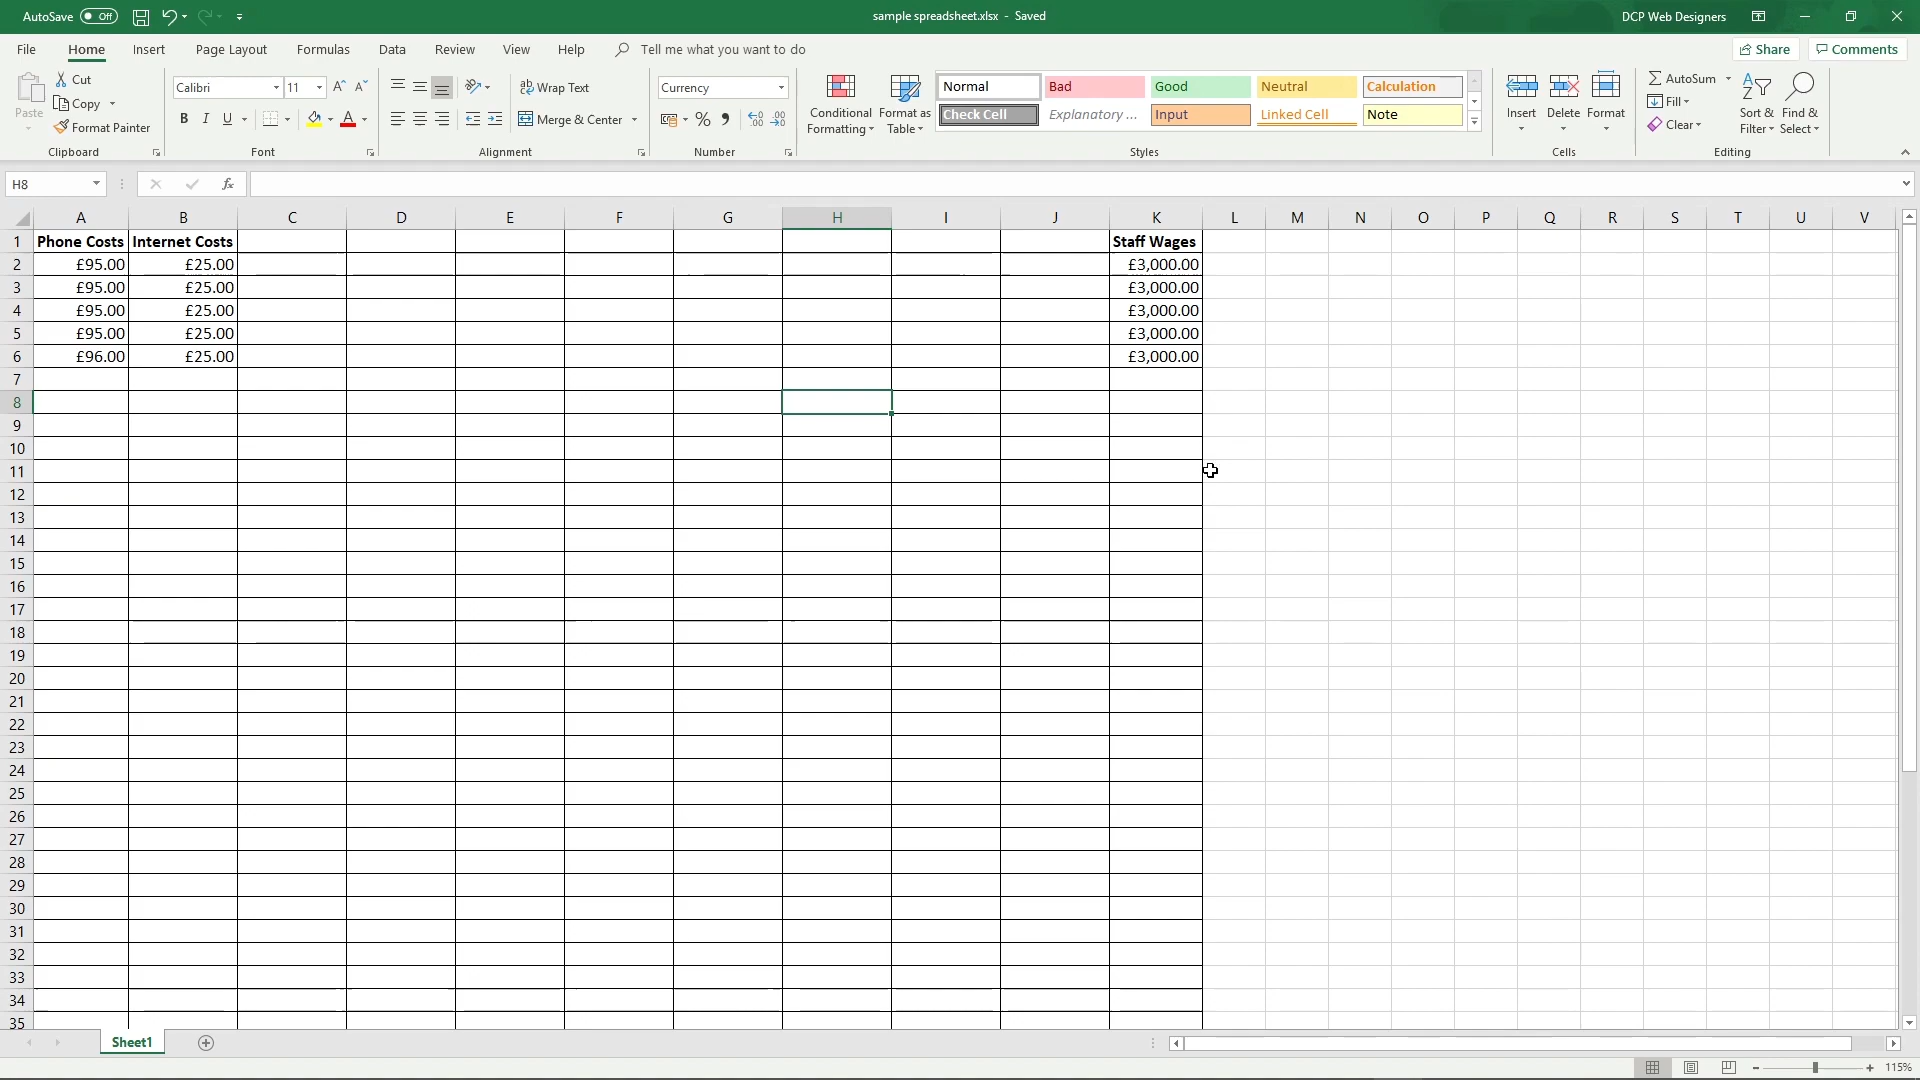 AutoSave Off sample spreadsheet.xlsx - Saved DCP Web Designers
File Home Insert Page Layout Formulas Data Review View Help Tell me what you want to do Share Comments
Paste Cut Copy Format Painter
Calibri 11 A^ A˅
B I U A
Wrap Text
Merge & Center
Currency
% , .00 .00
Conditional Formatting Format as Table
Normal Bad Good Neutral Calculation
Check Cell Explanatory ... Input Linked Cell Note
Insert Delete Format
AutoSum Fill Clear
Sort & Filter Find & Select
Clipboard Font Alignment Number Styles Cells Editing
H8 fx
A B C D E F G H I J K L M N O P Q R S T U V
1 Phone Costs Internet Costs Staff Wages
2 £95.00 £25.00 £3,000.00
3 £95.00 £25.00 £3,000.00
4 £95.00 £25.00 £3,000.00
5 £95.00 £25.00 £3,000.00
6 £96.00 £25.00 £3,000.00
7
8
9
10
11
12
13
14
15
16
17
18
19
20
21
22
23
24
25
26
27
28
29
30
31
32
33
34
35
Sheet1
115%